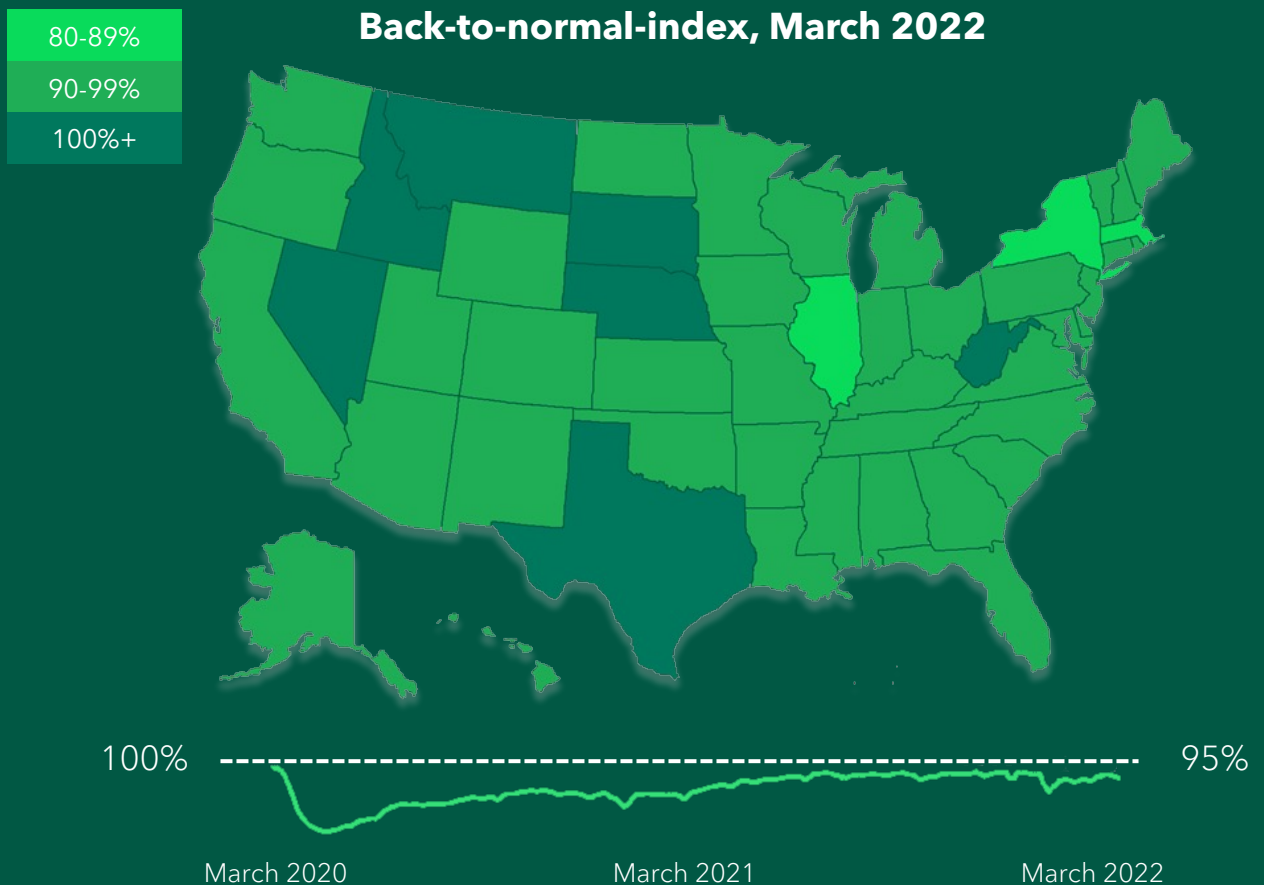 Back-to-normal-index, March 2022
80-89%
90-99%
100%+
100%
95%
March 2020
March 2021
March 2022